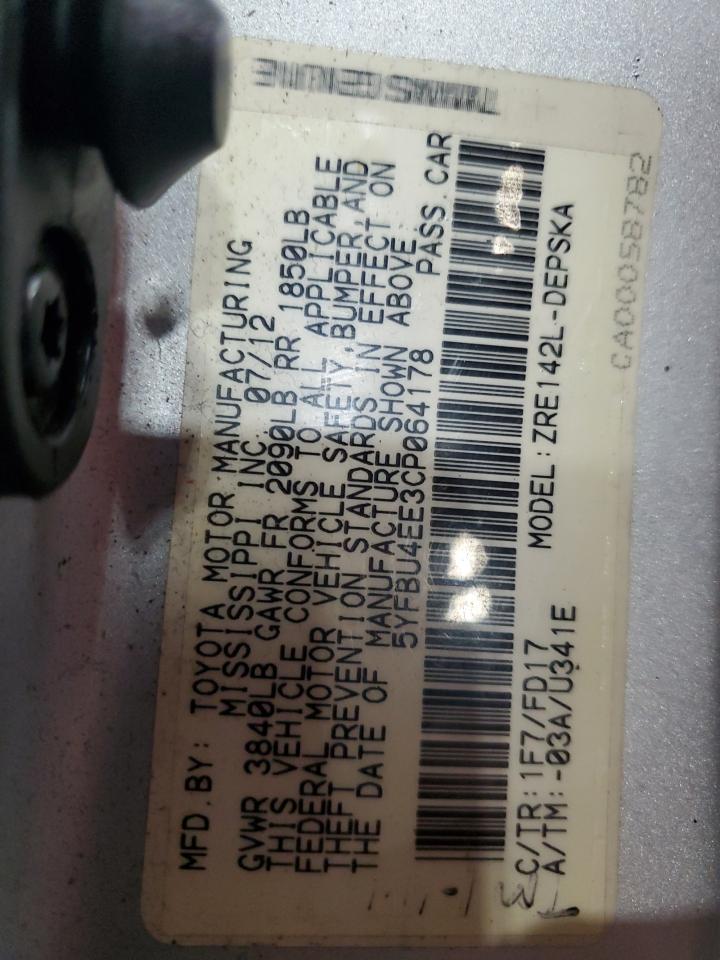 MFD.BY: TOYOTA MOTOR MANUFACTURING
MISSISSIPPI INC. 07/12
GVWR 3840LB GAWR FR 2090LB RR 1850LB
THIS VEHICLE CONFORMS TO ALL APPLICABLE
FEDERAL MOTOR VEHICLE SAFETY,BUMPER,AND
THEFT PREVENTION STANDARDS IN EFFECT ON
THE DATE OF MANUFACTURE SHOWN ABOVE.
5YFBU4EE3CP064178 PASS.CAR
C/TR:1F7/FD17 MODEL:ZRE142L-DEPSKA
A/TM:-03A/U341E
CA00058782